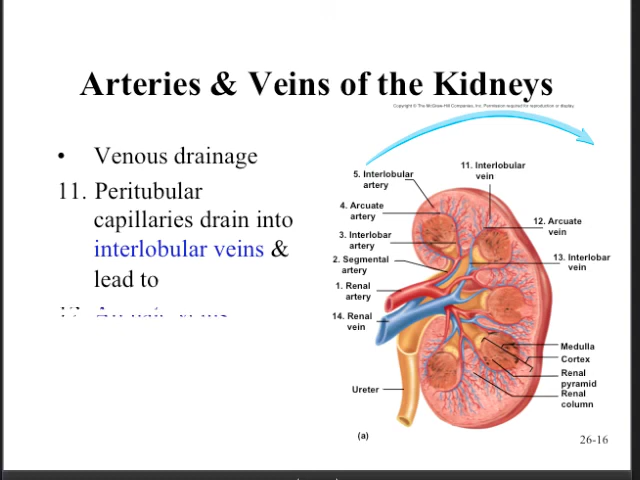 Arteries & Veins of the Kidneys
Copyright © The McGraw-Hill Companies, Inc. Permission required for reproduction or display.
• Venous drainage
11. Peritubular
capillaries drain into
interlobular veins &
lead to
5. Interlobular
artery
4. Arcuate
artery
3. Interlobar
artery
2. Segmental
artery
1. Renal
artery
14. Renal
vein
Ureter
11. Interlobular
vein
12. Arcuate
vein
13. Interlobar
vein
Medulla
Cortex
Renal
pyramid
Renal
column
(a)
26-16